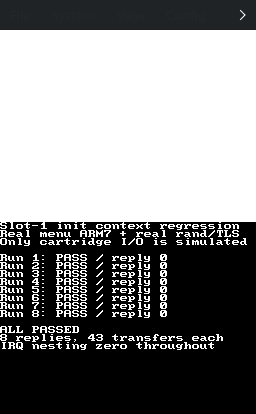 Slot-1 init context regression
Real menu ARM7 + real rand/TLS
Only cartridge I/O is simulated
Run 1: PASS / reply 0
Run 2: PASS / reply 0
Run 3: PASS / reply 0
Run 4: PASS / reply 0
Run 5: PASS / reply 0
Run 6: PASS / reply 0
Run 7: PASS / reply 0
Run 8: PASS / reply 0
ALL PASSED
8 replies, 43 transfers each
IRQ nesting zero throughout